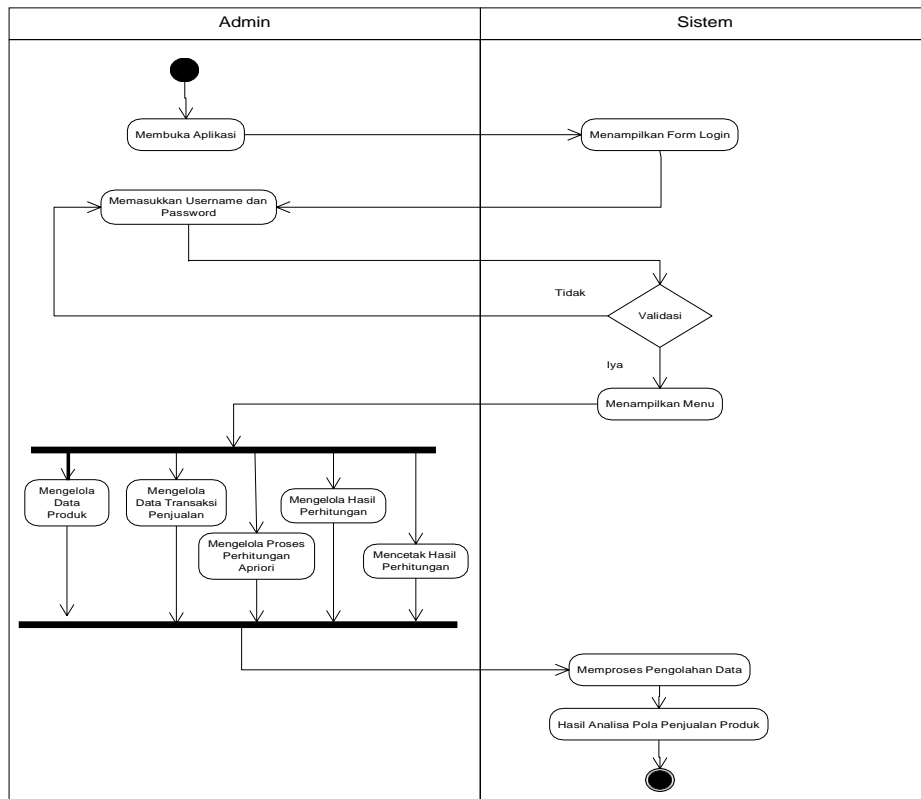 Admin
Sistem
Membuka Aplikasi
Menampilkan Form Login
Memasukkan Username dan
Password
Tidak
Validasi
Iya
Menampilkan Menu
Mengelola
Data
Produk
Mengelola
Data Transaksi
Penjualan
Mengelola Proses
Perhitungan
Apriori
Mengelola Hasil
Perhitungan
Mencetak Hasil
Perhitungan
Memproses Pengolahan Data
Hasil Analisa Pola Penjualan Produk